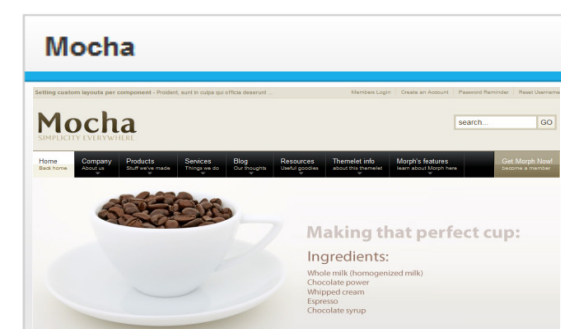 Mocha
Setting custom layouts per component - Proident, sunt in culpa qui officia deserunt...
Members Login
Create an Account
Password Reminder
Reset Username
Mocha
SIMPLICITY EVERYWHERE
search...
GO
Home
Back home
Company
About us
Products
Stuff we've made
Services
Things we do
Blog
Our thoughts
Resources
Useful goodies
Themelet info
about this themelet
Morph's features
learn about Morph here
Get Morph Now!
become a member
Making that perfect cup:
Ingredients:
Whole milk (homogenized milk)
Chocolate power
Whipped cream
Espresso
Chocolate syrup